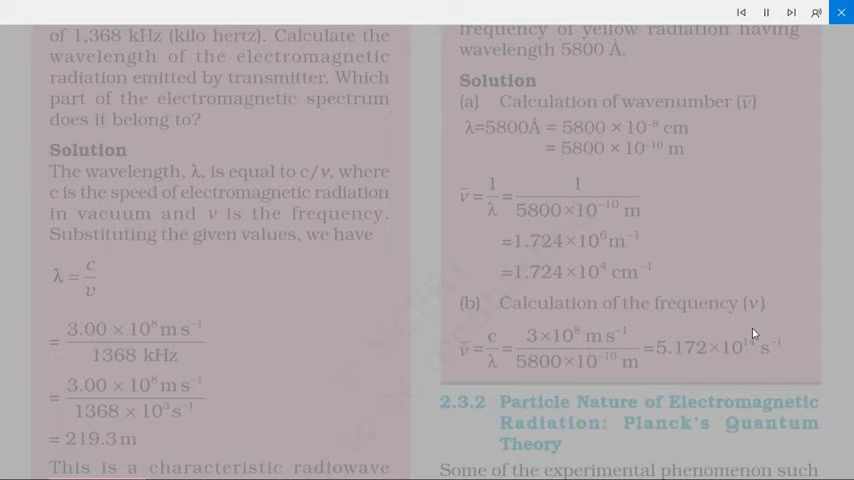 of 1,368 kHz (kilo hertz). Calculate the
wavelength of the electromagnetic
radiation emitted by transmitter. Which
part of the electromagnetic spectrum
does it belong to?
Solution
The wavelength, λ, is equal to c/ν, where
c is the speed of electromagnetic radiation
in vacuum and ν is the frequency.
Substituting the given values, we have
λ = c/ν
= 3.00 × 10⁸ m s⁻¹ / 1368 kHz
= 3.00 × 10⁸ m s⁻¹ / 1368 × 10³ s⁻¹
= 219.3 m
This is a characteristic radiowave
frequency of yellow radiation having
wavelength 5800 Å.
Solution
(a) Calculation of wavenumber (ν̅)
λ=5800Å = 5800 × 10⁻⁸ cm
= 5800 × 10⁻¹⁰ m
ν̅ = 1/λ = 1 / 5800×10⁻¹⁰ m
=1.724×10⁶ m⁻¹
=1.724×10⁴ cm⁻¹
(b) Calculation of the frequency (ν)
ν̅ = c/λ = 3×10⁸ m s⁻¹ / 5800×10⁻¹⁰ m =5.172×10¹⁴ s⁻¹
2.3.2 Particle Nature of Electromagnetic
Radiation: Planck's Quantum
Theory
Some of the experimental phenomenon such